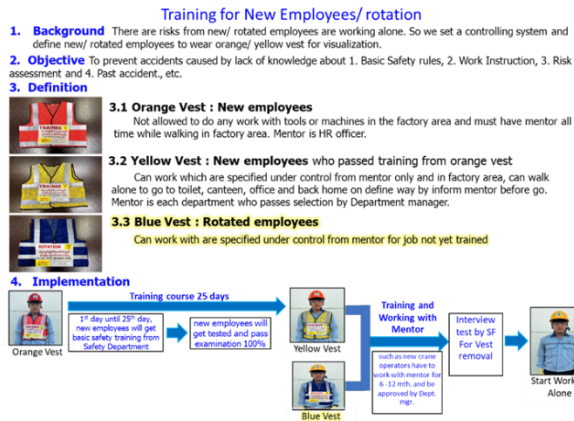 Training for New Employees/ rotation
1. Background There are risks from new/ rotated employees are working alone. So we set a controlling system and
define new/ rotated employees to wear orange/ yellow vest for visualization.
2. Objective To prevent accidents caused by lack of knowledge about 1. Basic Safety rules, 2. Work Instruction, 3. Risk
assessment and 4. Past accident., etc.
3. Definition
3.1 Orange Vest : New employees
Not allowed to do any work with tools or machines in the factory area and must have mentor all
time while walking in factory area. Mentor is HR officer.
TRAINEE
3.2 Yellow Vest : New employees who passed training from orange vest
Can work which are specified under control from mentor only and in factory area, can walk
alone to go to toilet, canteen, office and back home on define way by inform mentor before go.
Mentor is each department who passes selection by Department manager.
TRAINEE
3.3 Blue Vest : Rotated employees
Can work with are specified under control from mentor for job not yet trained
ROTATION
4. Implementation
Training course 25 days
1st day until 25th day,
new employees will get
basic safety training from
Safety Department
new employees will
get tested and pass
examination 100%
Orange Vest
Yellow Vest
Blue Vest
Training and
Working with
Mentor
such as new crane
operators have to
work with mentor for
6 -12 mth. and be
approved by Dept.
mgr.
Interview
test by SF
For Vest
removal
Start Work
Alone